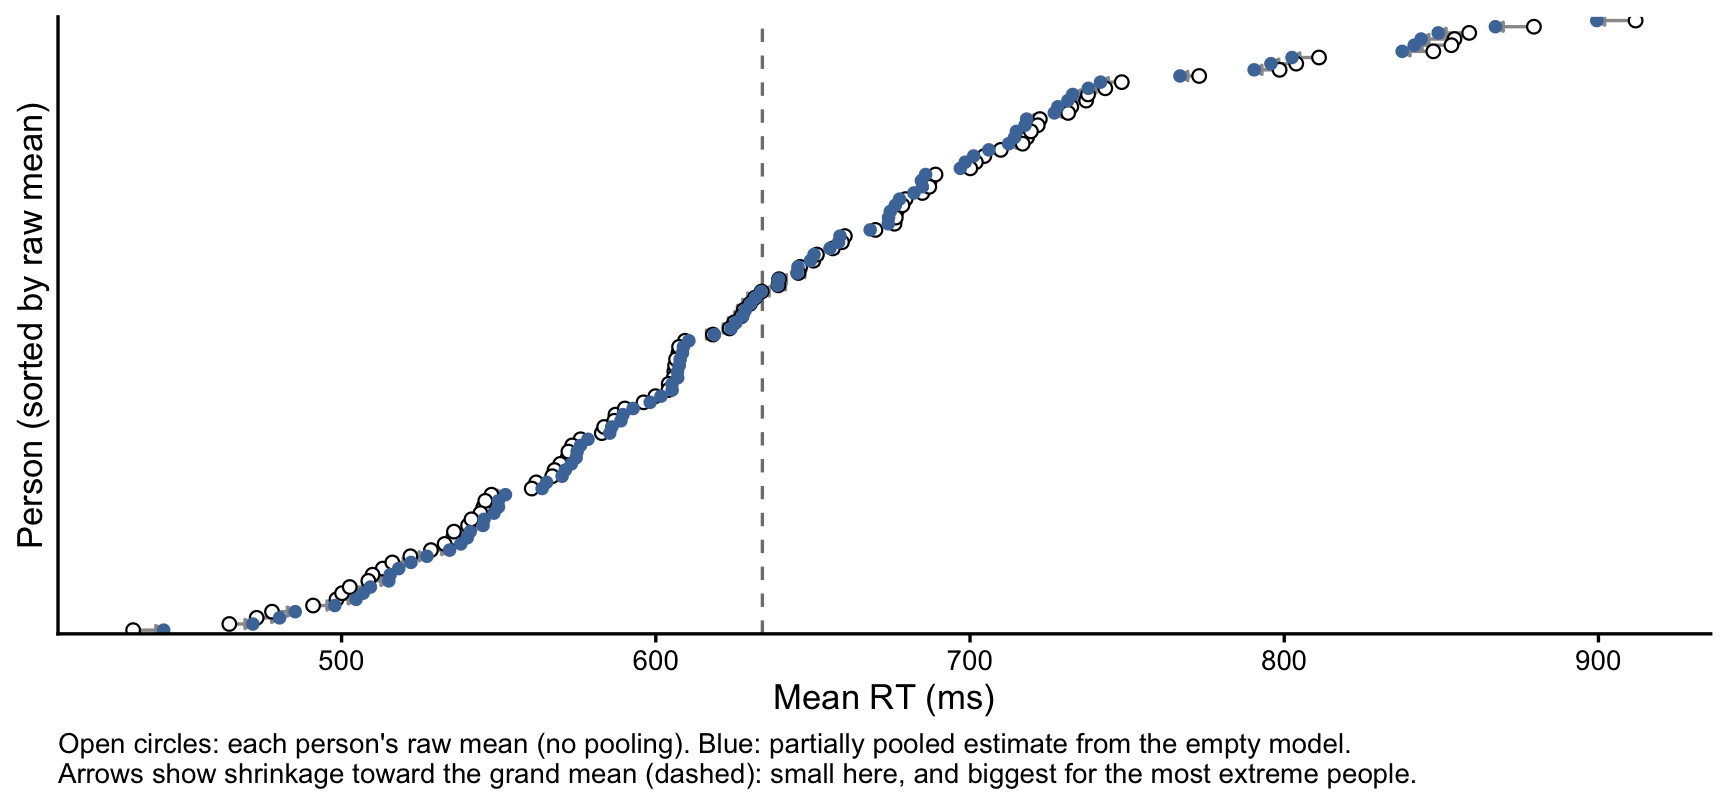 Person (sorted by raw mean)
500 600 700 800 900
Mean RT (ms)
Open circles: each person's raw mean (no pooling). Blue: partially pooled estimate from the empty model.
Arrows show shrinkage toward the grand mean (dashed): small here, and biggest for the most extreme people.